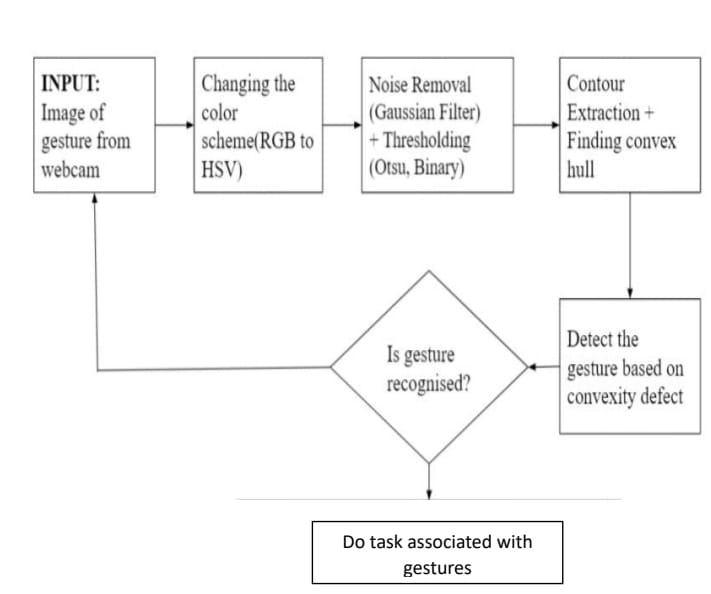 INPUT:
Image of
gesture from
webcam
Changing the
color
scheme(RGB to
HSV)
Noise Removal
(Gaussian Filter)
+ Thresholding
(Otsu, Binary)
Contour
Extraction +
Finding convex
hull
Detect the
gesture based on
convexity defect
Is gesture
recognised?
Do task associated with
gestures